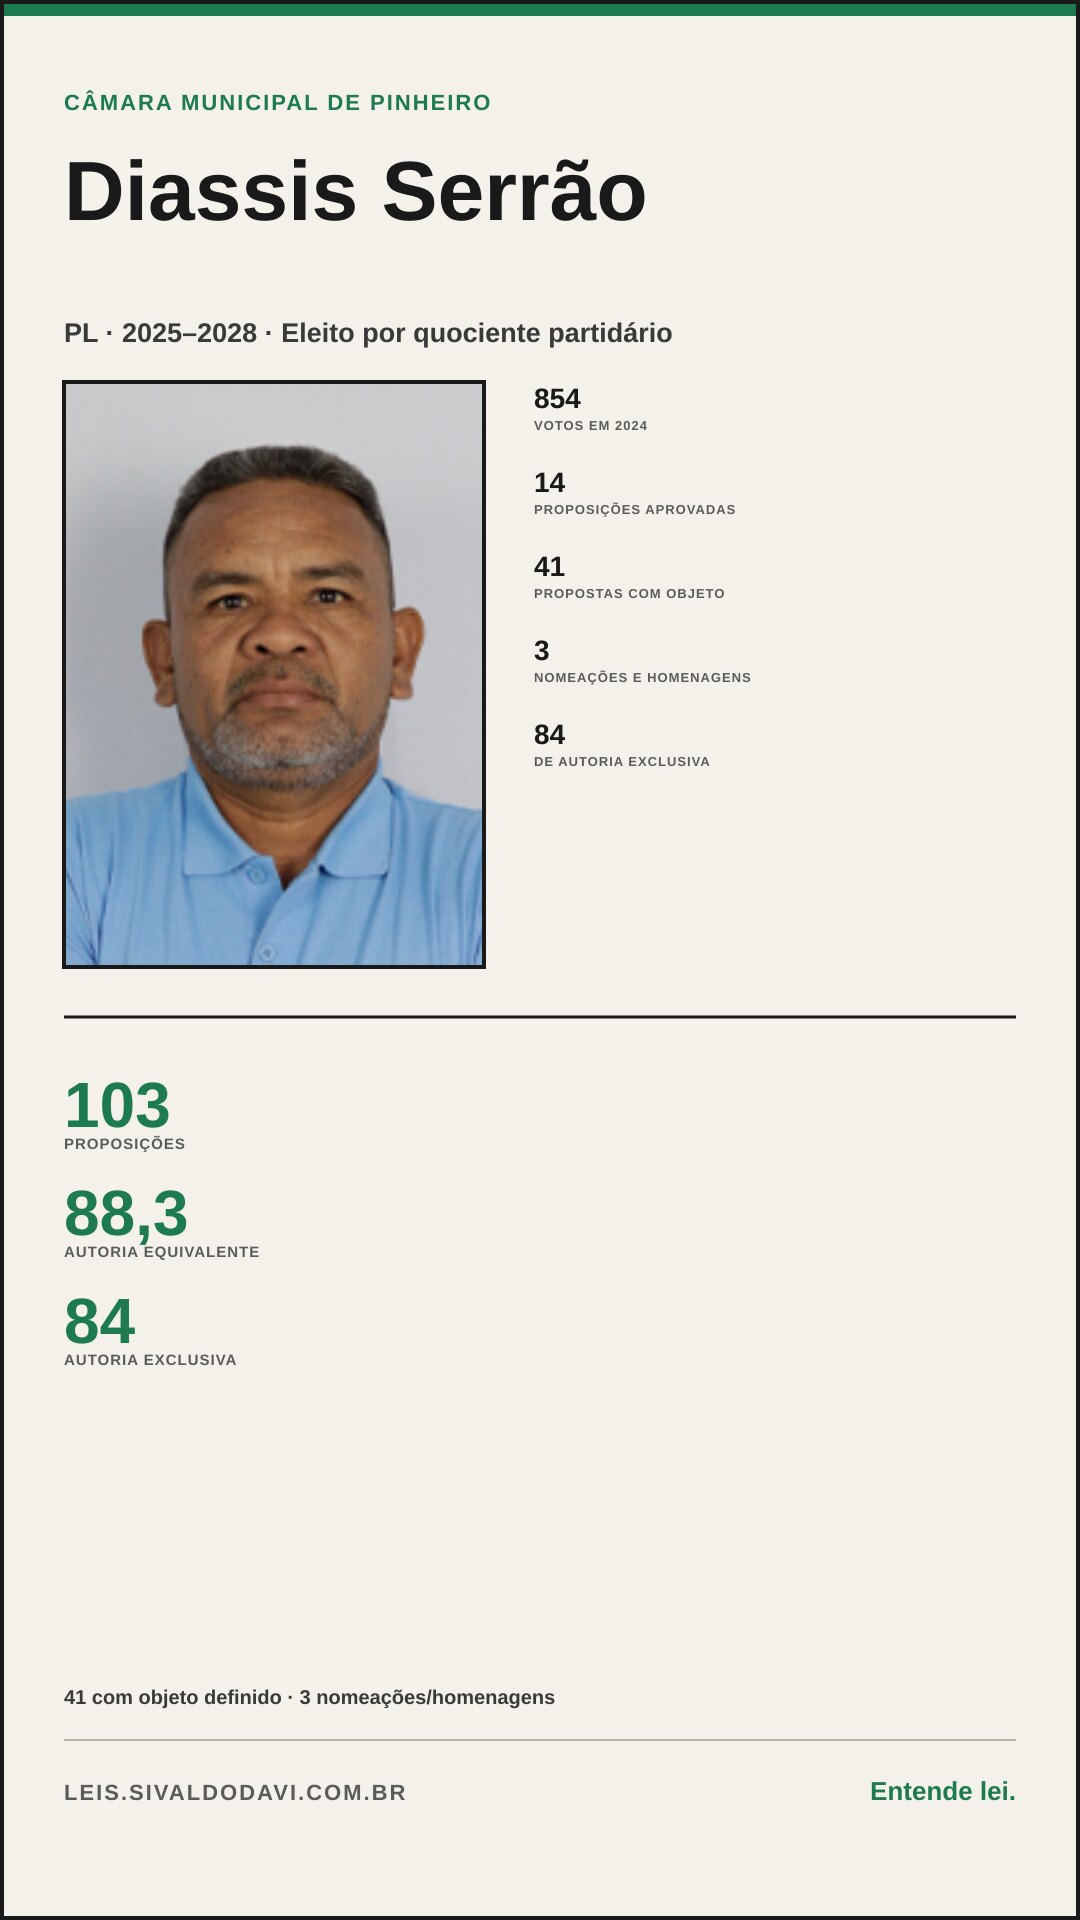 CÂMARA MUNICIPAL DE PINHEIRO
Diassis Serrão
PL · 2025–2028 · Eleito por quociente partidário
854
VOTOS EM 2024
14
PROPOSIÇÕES APROVADAS
41
PROPOSTAS COM OBJETO
3
NOMEAÇÕES E HOMENAGENS
84
DE AUTORIA EXCLUSIVA
103
PROPOSIÇÕES
88,3
AUTORIA EQUIVALENTE
84
AUTORIA EXCLUSIVA
41 com objeto definido · 3 nomeações/homenagens
LEIS.SIVALDODAVI.COM.BR
Entende lei.